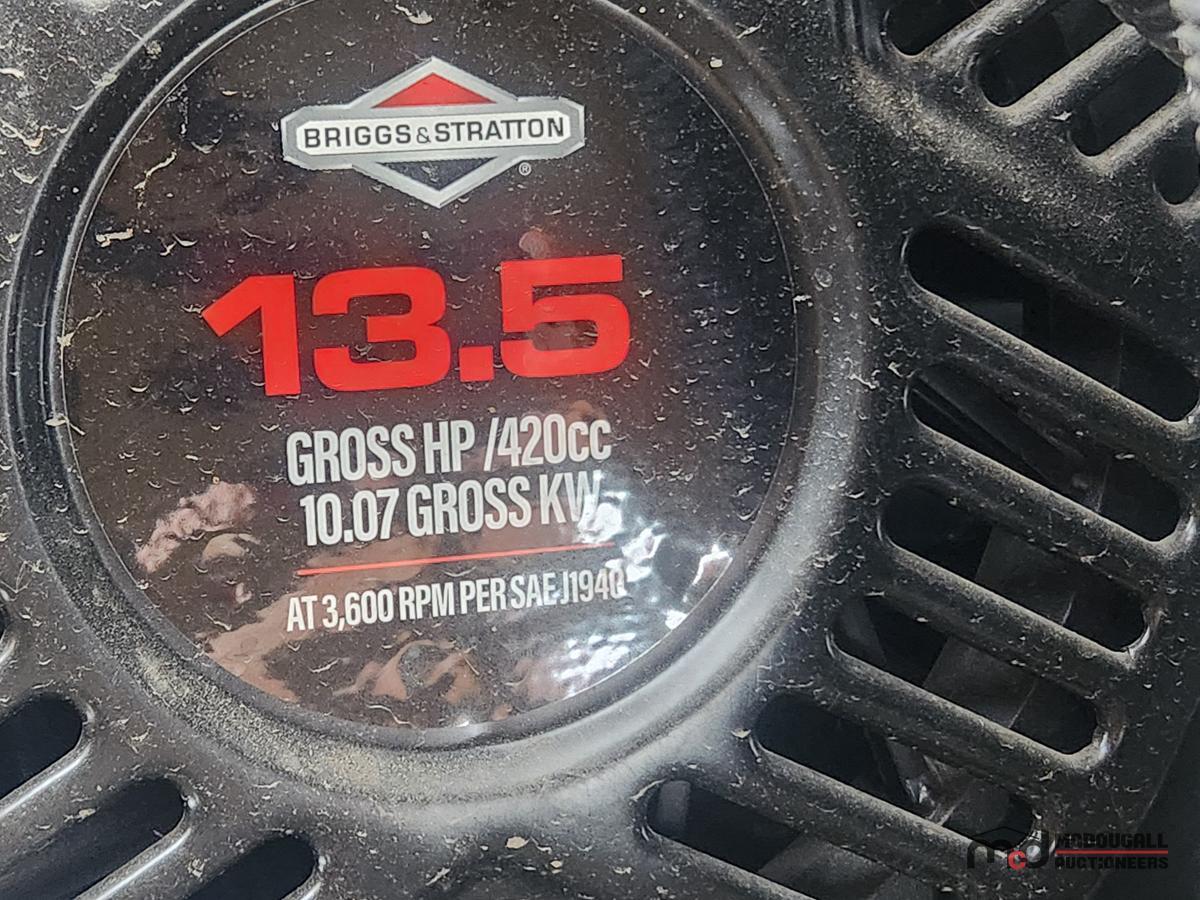 BRIGGS&STRATTON
®
13.5
GROSS HP /420cc
10.07 GROSS KW
AT 3,600 RPM PER SAE J1940
mcd MCDOUGALL
AUCTIONEERS